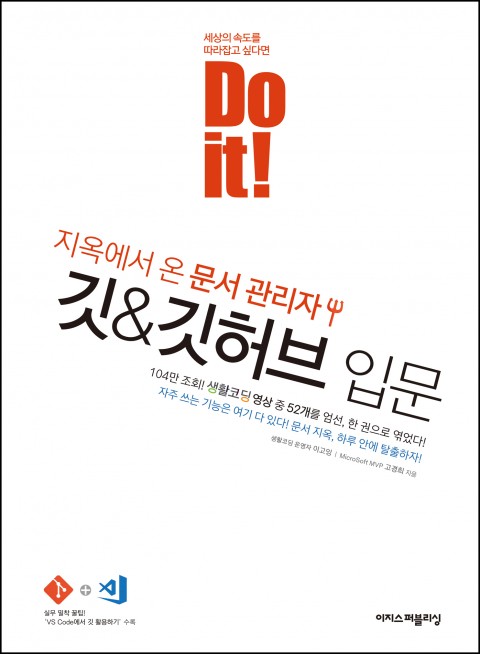 세상의 속도를
따라잡고 싶다면
Do
it!
지옥에서 온 문서 관리자
깃&깃허브 입문
104만 조회! 생활코딩 영상 중 52개를 엄선, 한 권으로 엮었다!
자주 쓰는 기능은 여기 다 있다! 문서 지옥, 하루 안에 탈출하자!
생활코딩 운영자 이고잉 | MicroSoft MVP 고경희 지음
실무 밀착 꿀팁!
'VS Code에서 깃 활용하기' 수록
이지스퍼블리싱